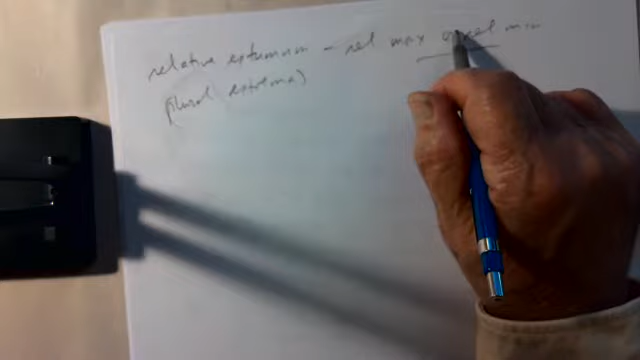 relative extremum - rel max or rel min
(plural extrema)